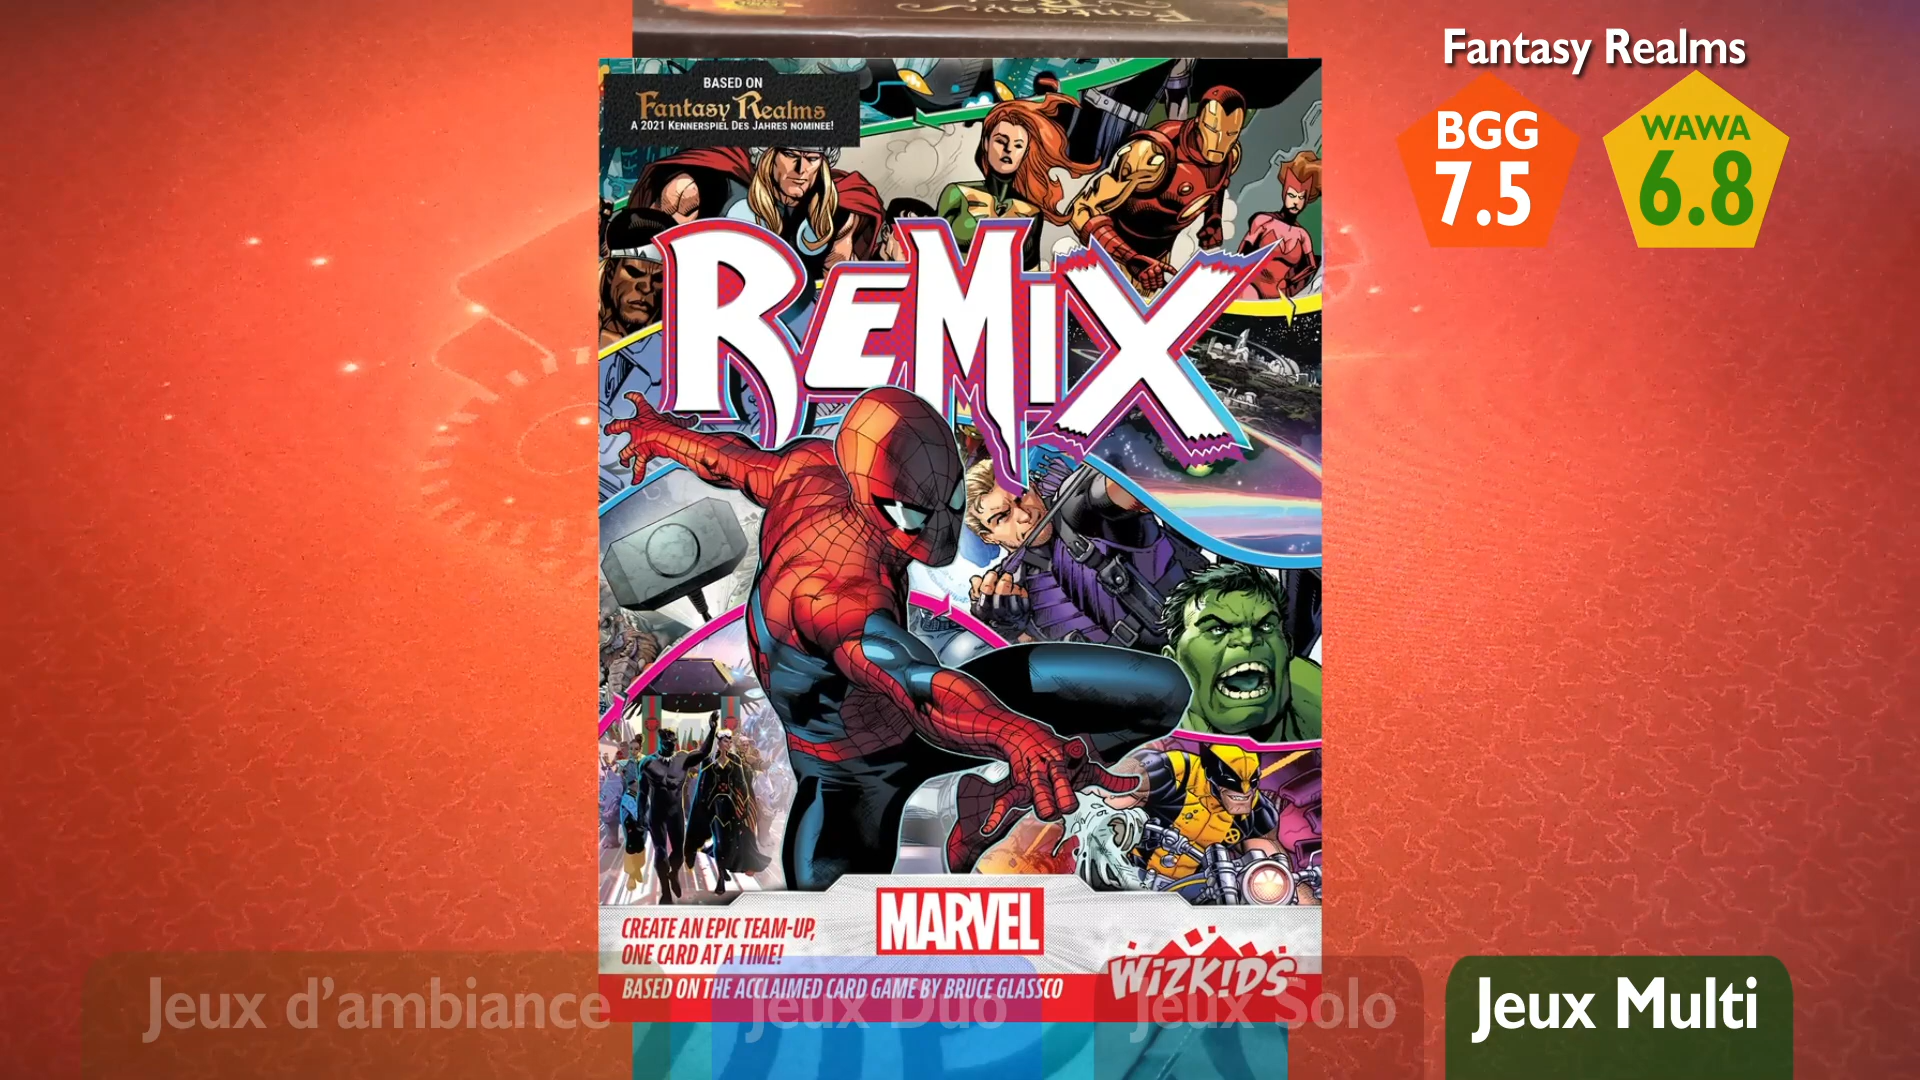 Fantasy Realms
BGG
7.5
WAWA
6.8
BASED ON
Fantasy Realms
A 2021 KENNERSPIEL DES JAHRES NOMINEE!
REMIX
CREATE AN EPIC TEAM-UP,
ONE CARD AT A TIME!
MARVEL
WIZKIDS
BASED ON THE ACCLAIMED CARD GAME BY BRUCE GLASSCO
Jeux d'ambiance
Jeux Duo
Jeux Solo
Jeux Multi